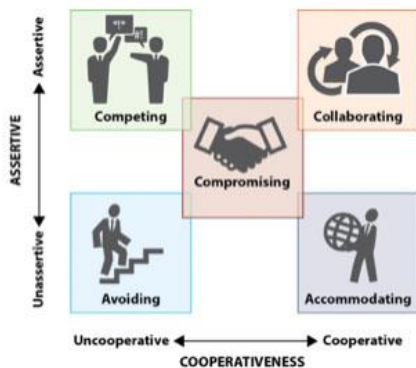 Assertive
ASSERTIVE
Unassertive
Competing
Collaborating
Compromising
Avoiding
Accommodating
Uncooperative
Cooperative
COOPERATIVENESS